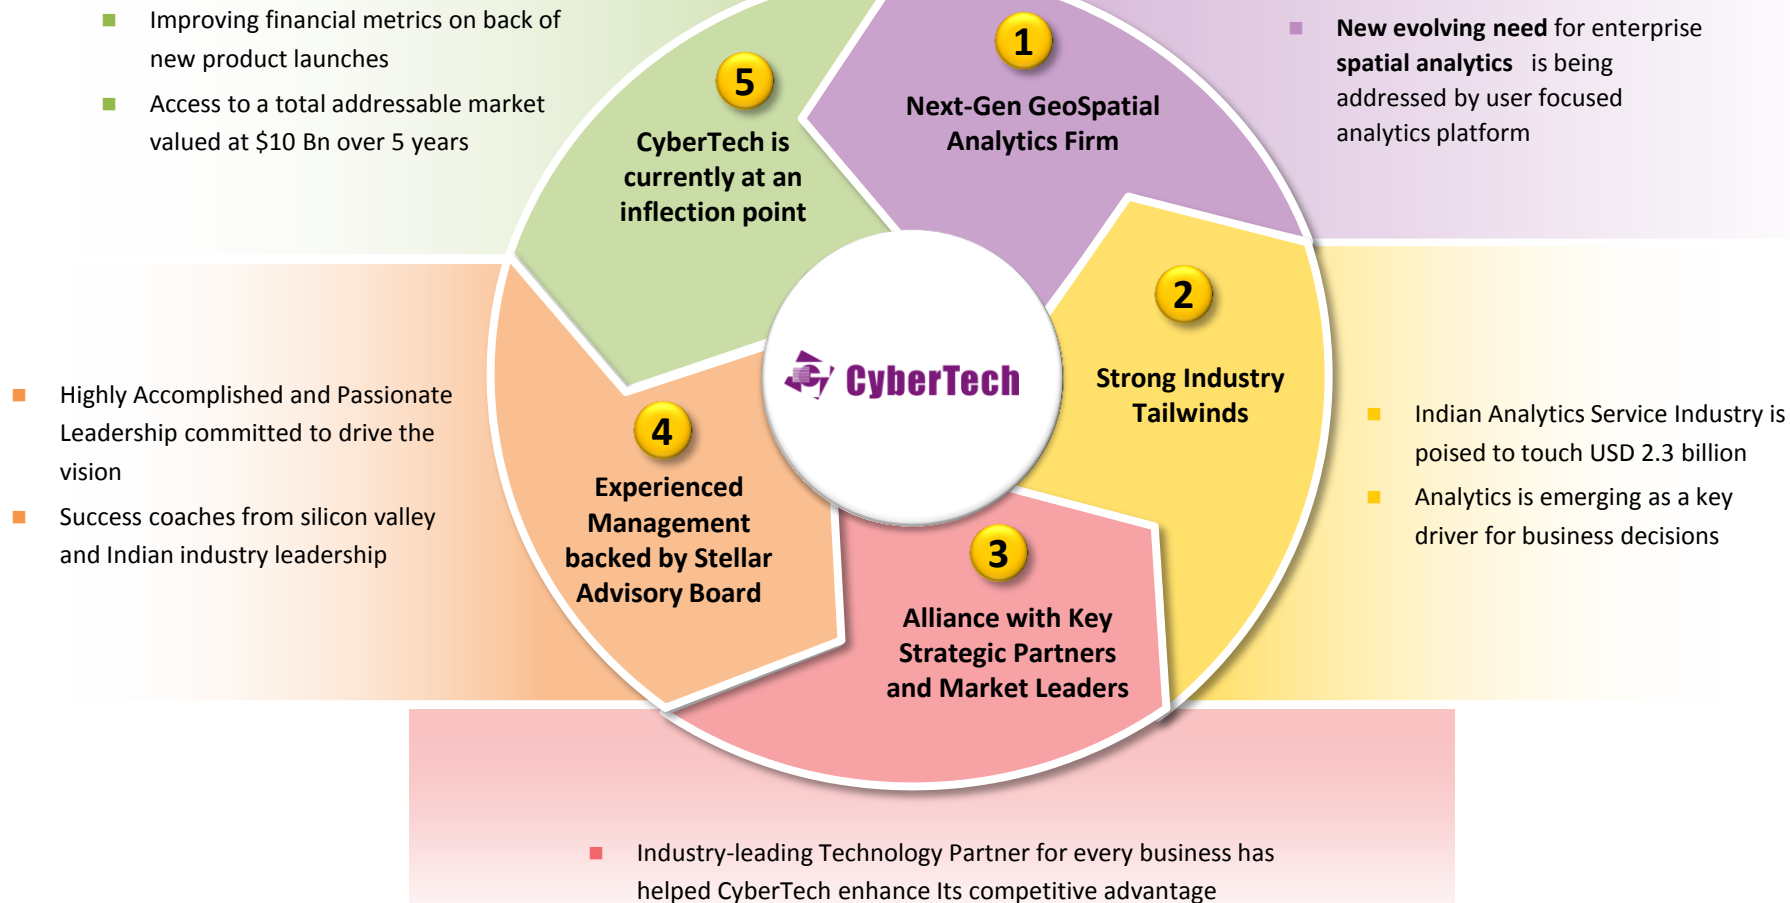 Improving financial metrics on back of
new product launches
Access to a total addressable market
valued at $10 Bn over 5 years
5
CyberTech is
currently at an
inflection point
1
Next-Gen GeoSpatial
Analytics Firm
New evolving need for enterprise
spatial analytics is being
addressed by user focused
analytics platform
2
Strong Industry
Tailwinds
Indian Analytics Service Industry is
poised to touch USD 2.3 billion
Analytics is emerging as a key
driver for business decisions
CyberTech
Highly Accomplished and Passionate
Leadership committed to drive the
vision
Success coaches from silicon valley
and Indian industry leadership
4
Experienced
Management
backed by Stellar
Advisory Board
3
Alliance with Key
Strategic Partners
and Market Leaders
Industry-leading Technology Partner for every business has
helped CyberTech enhance Its competitive advantage